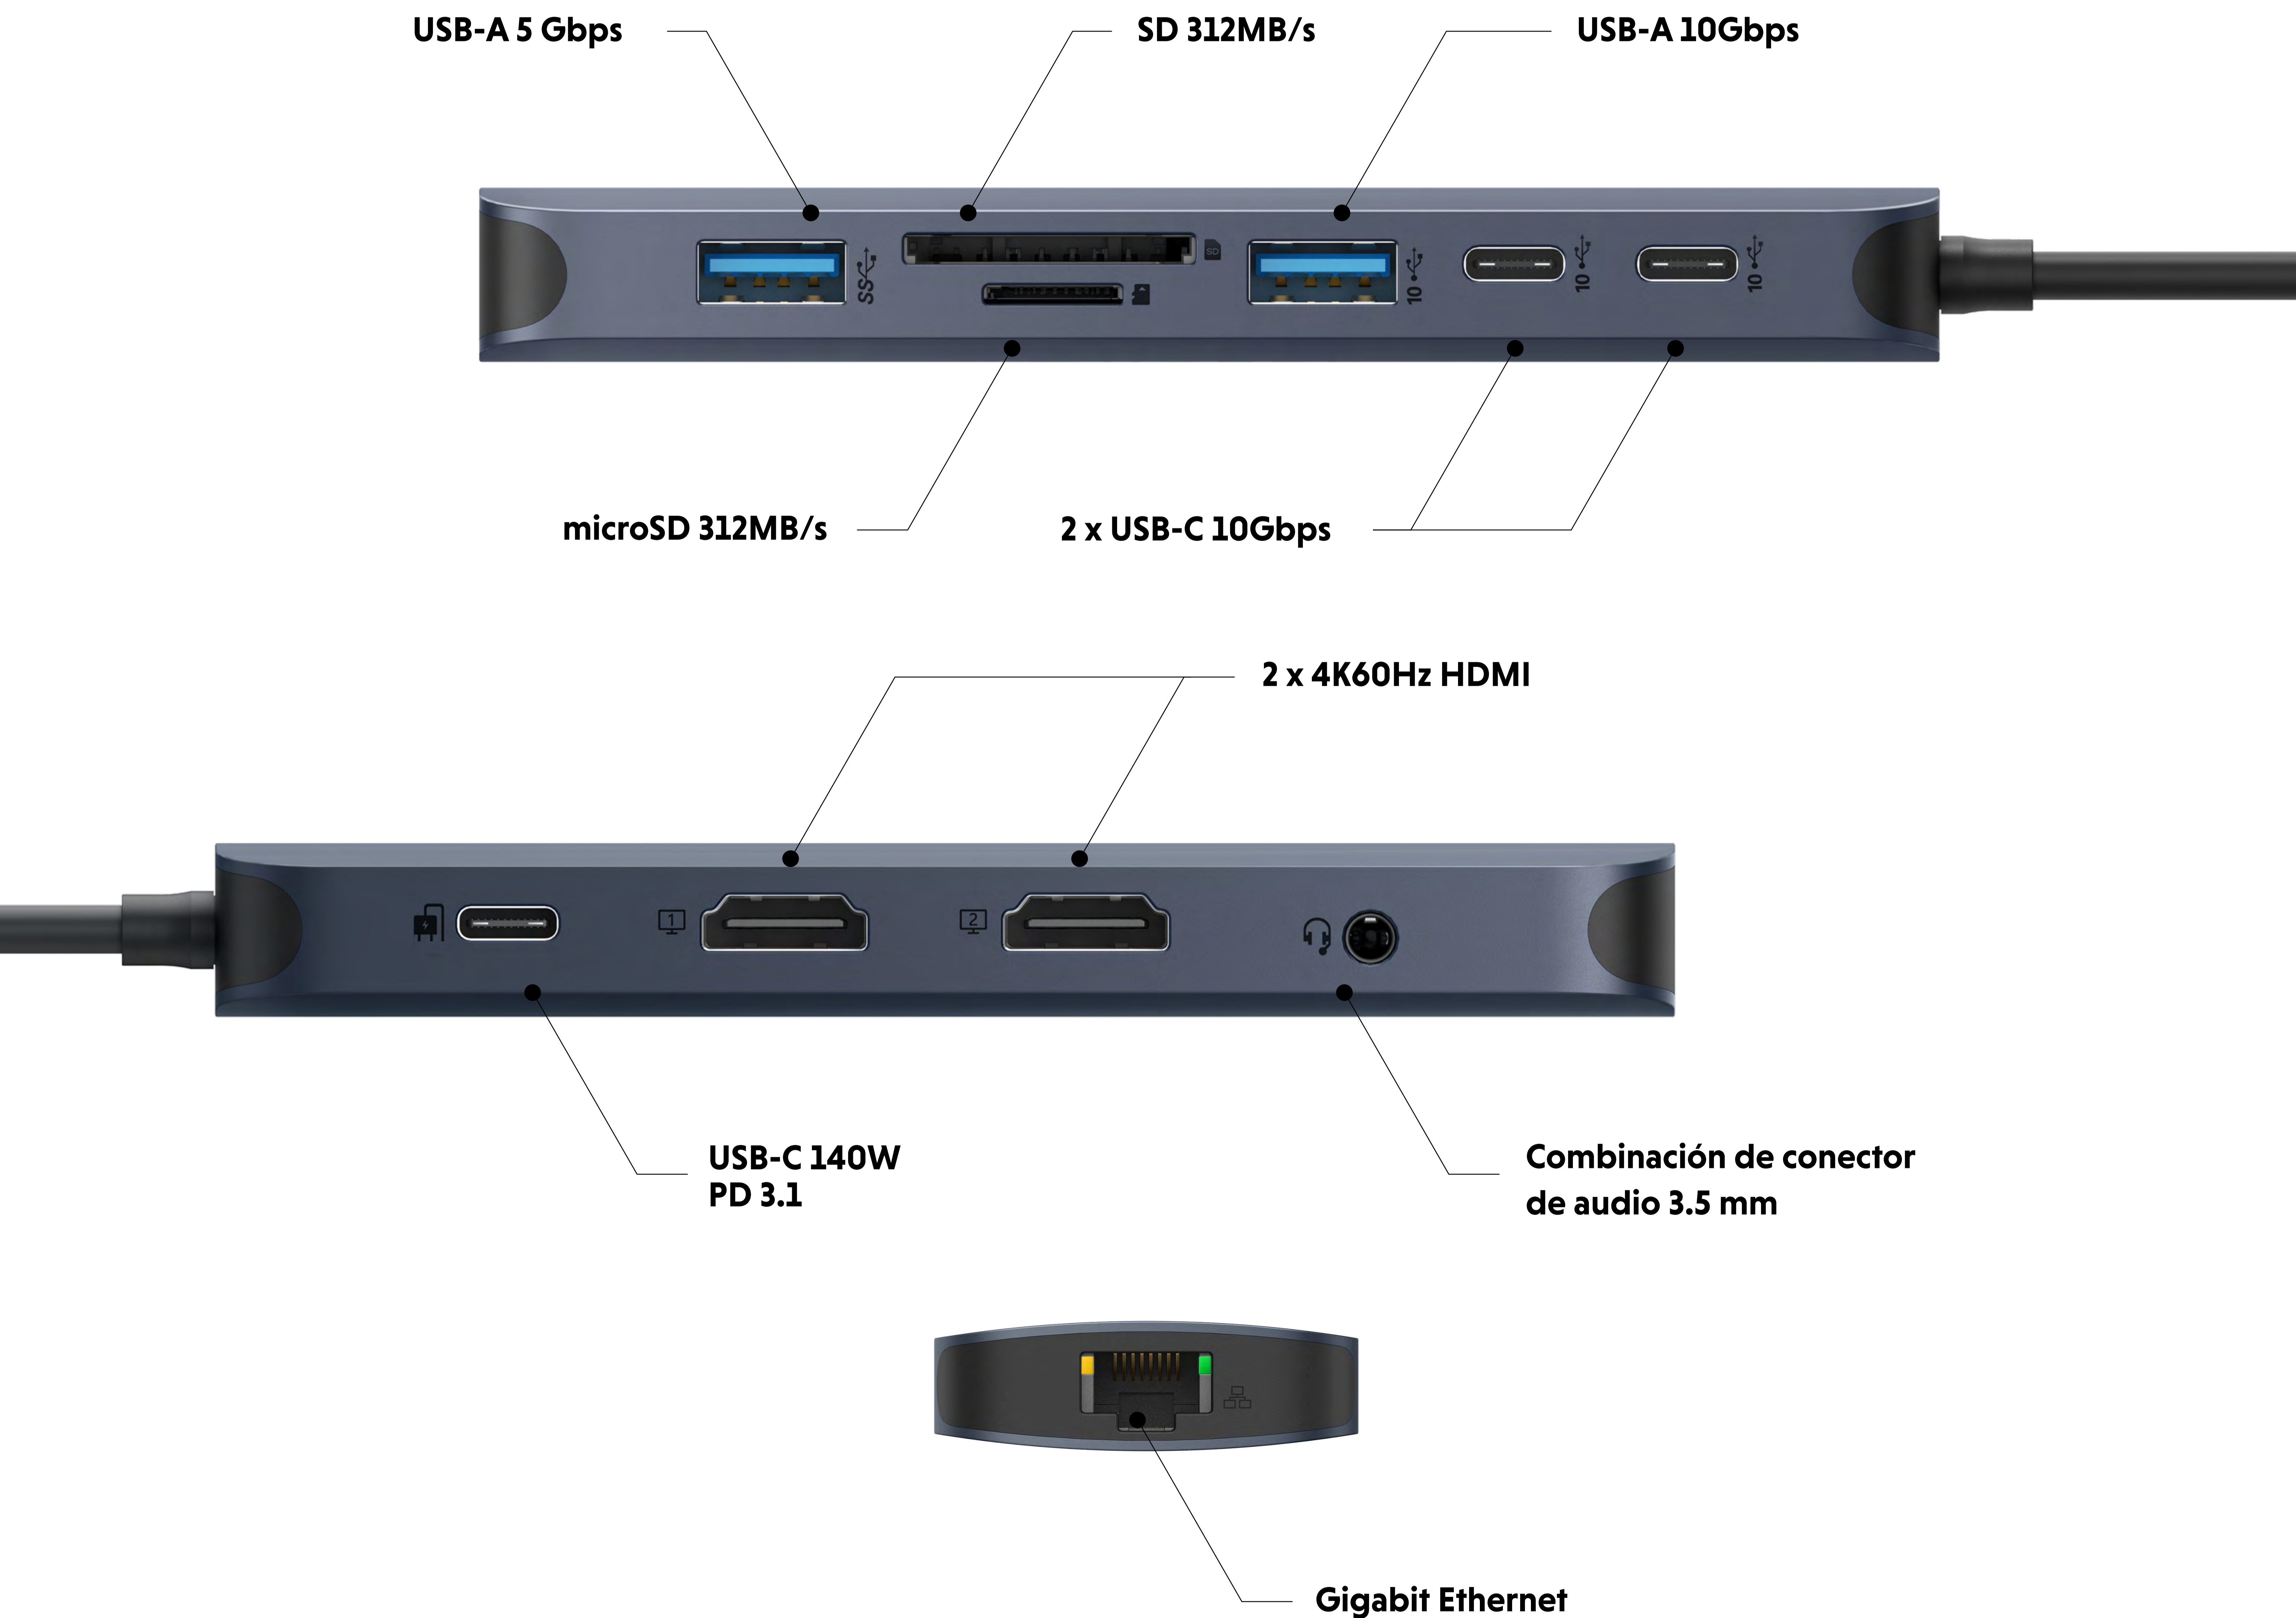 USB-A 5 Gbps
SD 312MB/s
USB-A 10Gbps
SS
SD
10
10
10
microSD 312MB/s
2 x USB-C 10Gbps
2 x 4K60Hz HDMI
1
2
USB-C 140W
PD 3.1
Combinación de conector
de audio 3.5 mm
Gigabit Ethernet